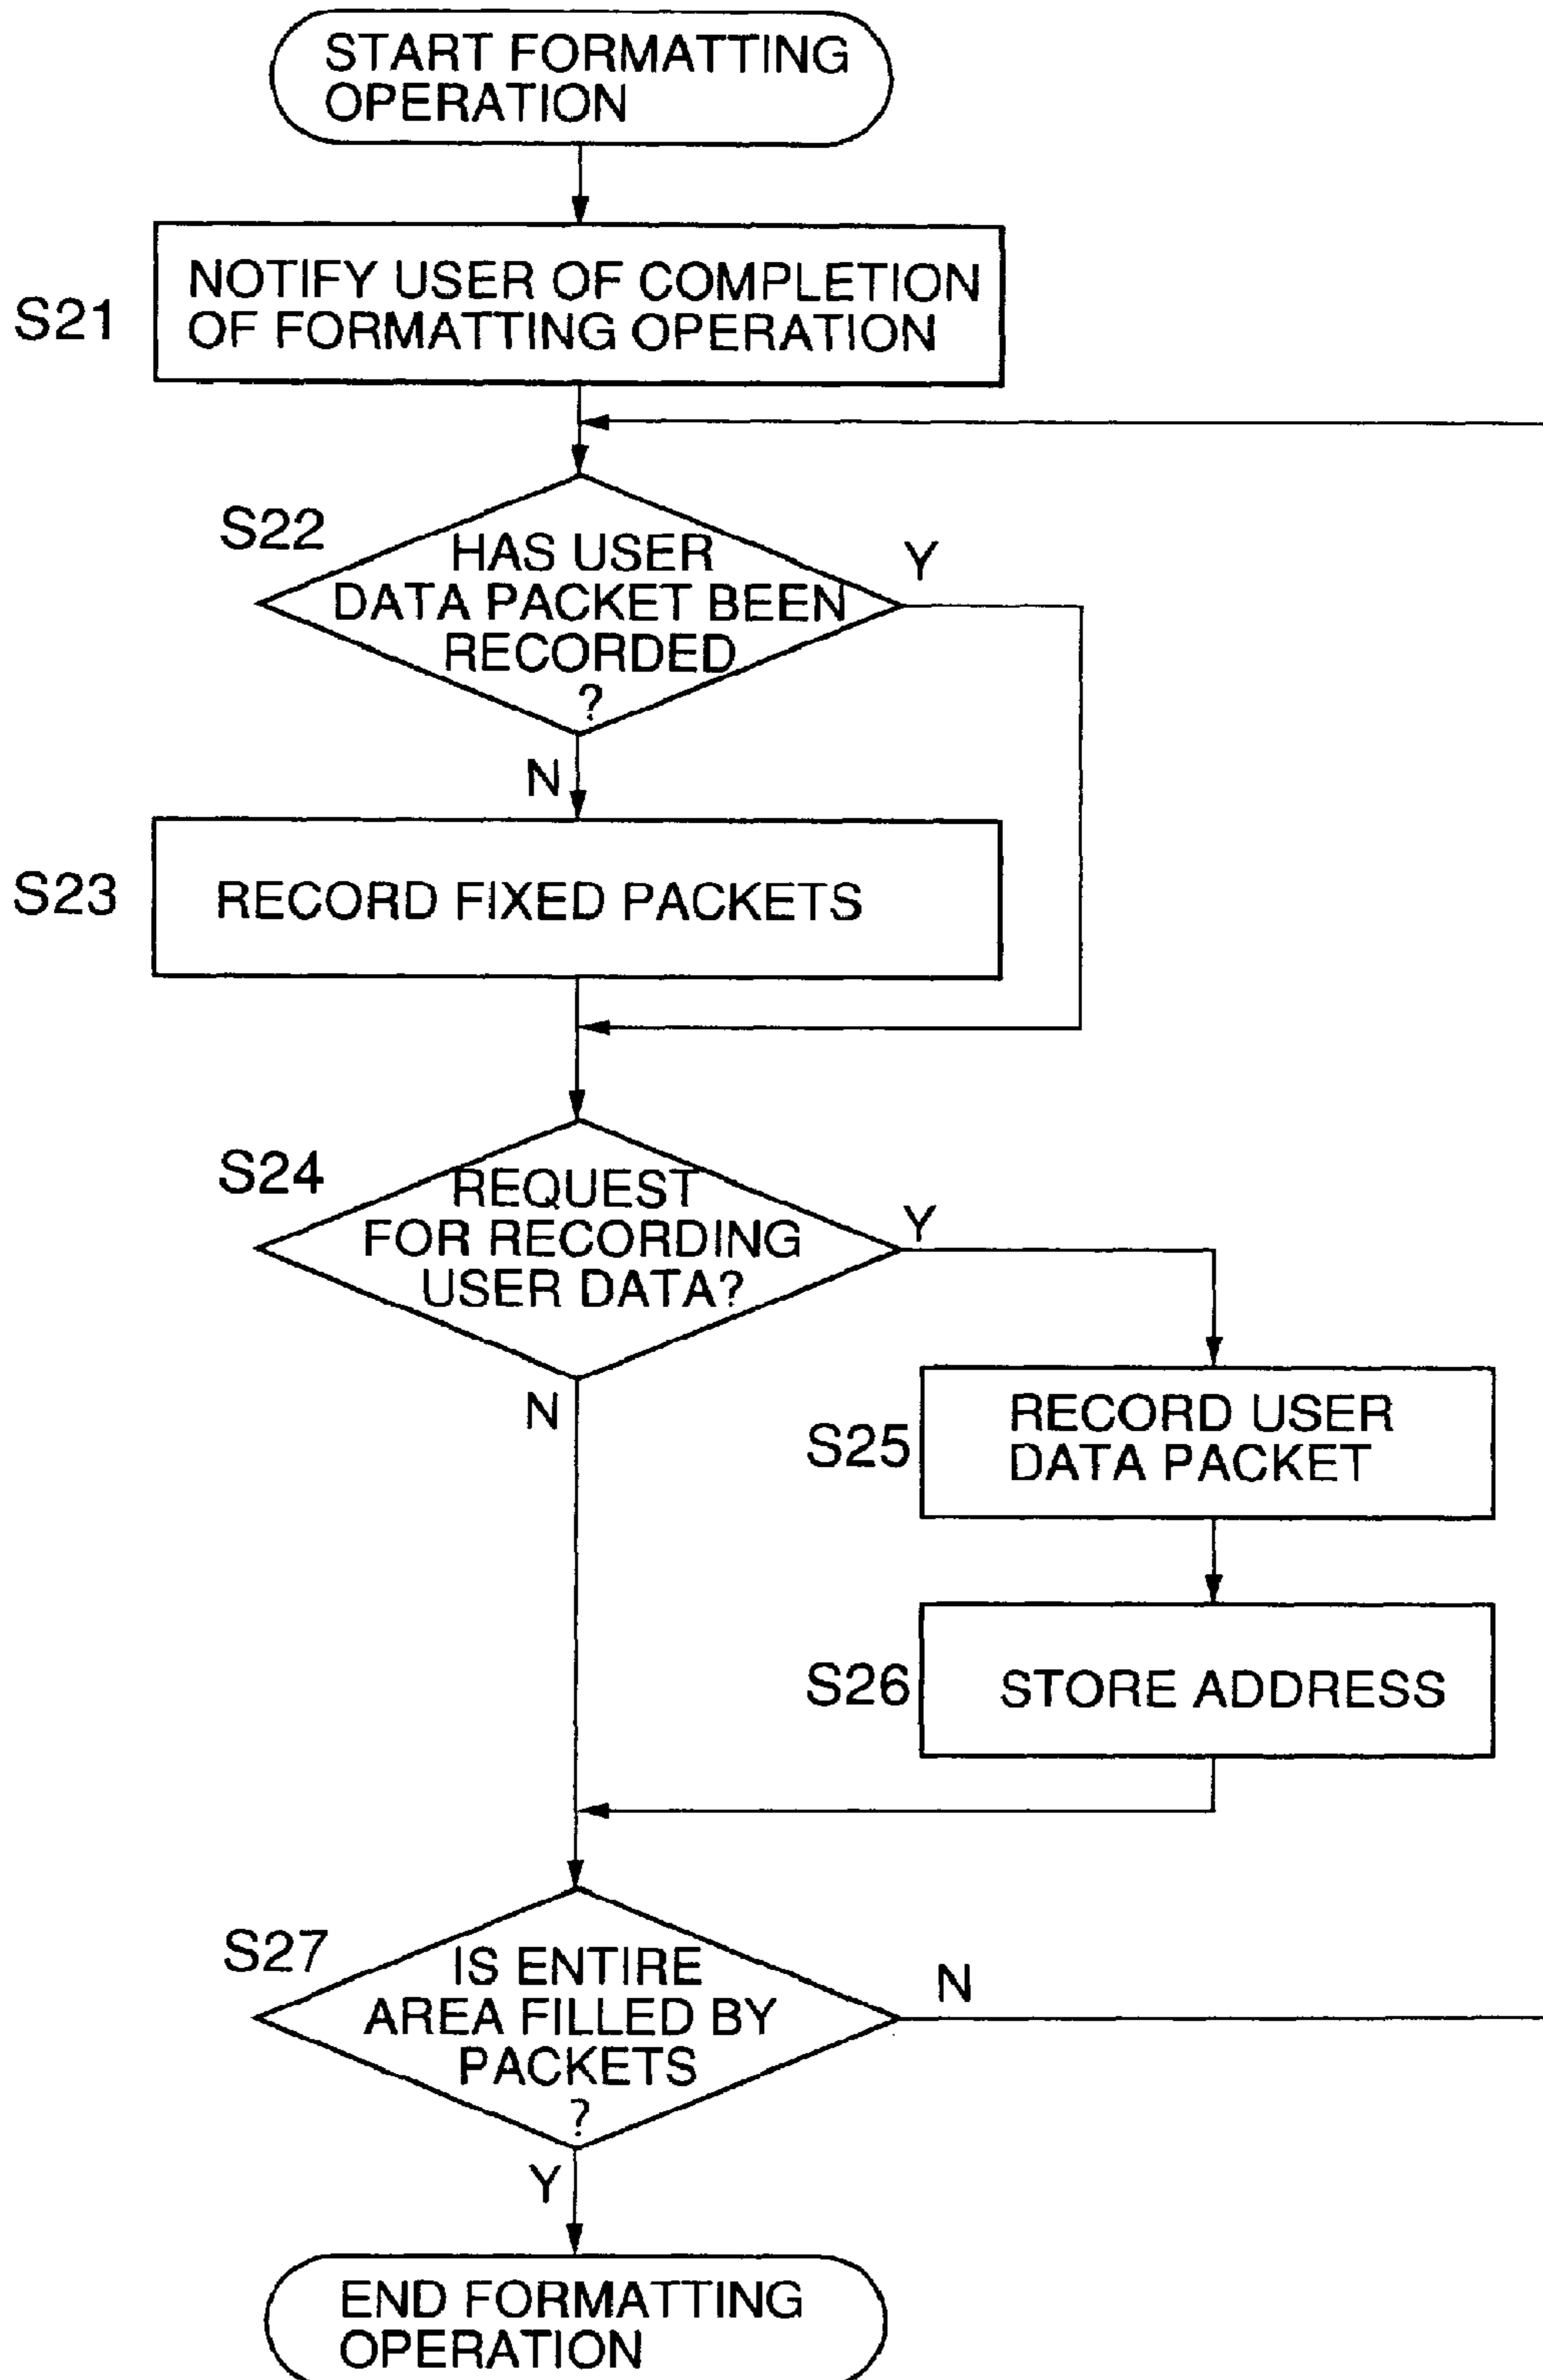 START FORMATTING
OPERATION
S21
NOTIFY USER OF COMPLETION
OF FORMATTING OPERATION
S22
HAS USER
DATA PACKET BEEN
RECORDED
?
Y
N
S23
RECORD FIXED PACKETS
S24
REQUEST
FOR RECORDING
USER DATA?
Y
N
S25
RECORD USER
DATA PACKET
S26
STORE ADDRESS
S27
IS ENTIRE
AREA FILLED BY
PACKETS
?
N
Y
END FORMATTING
OPERATION